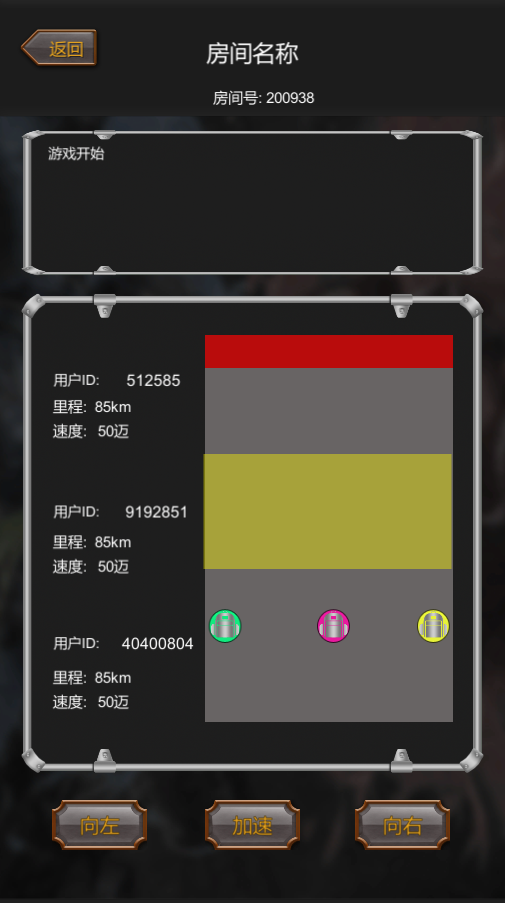 返回
房间名称
房间号: 200938
游戏开始
用户ID: 512585
里程: 85km
速度: 50迈
用户ID: 9192851
里程: 85km
速度: 50迈
用户ID: 40400804
里程: 85km
速度: 50迈
向左 加速 向右